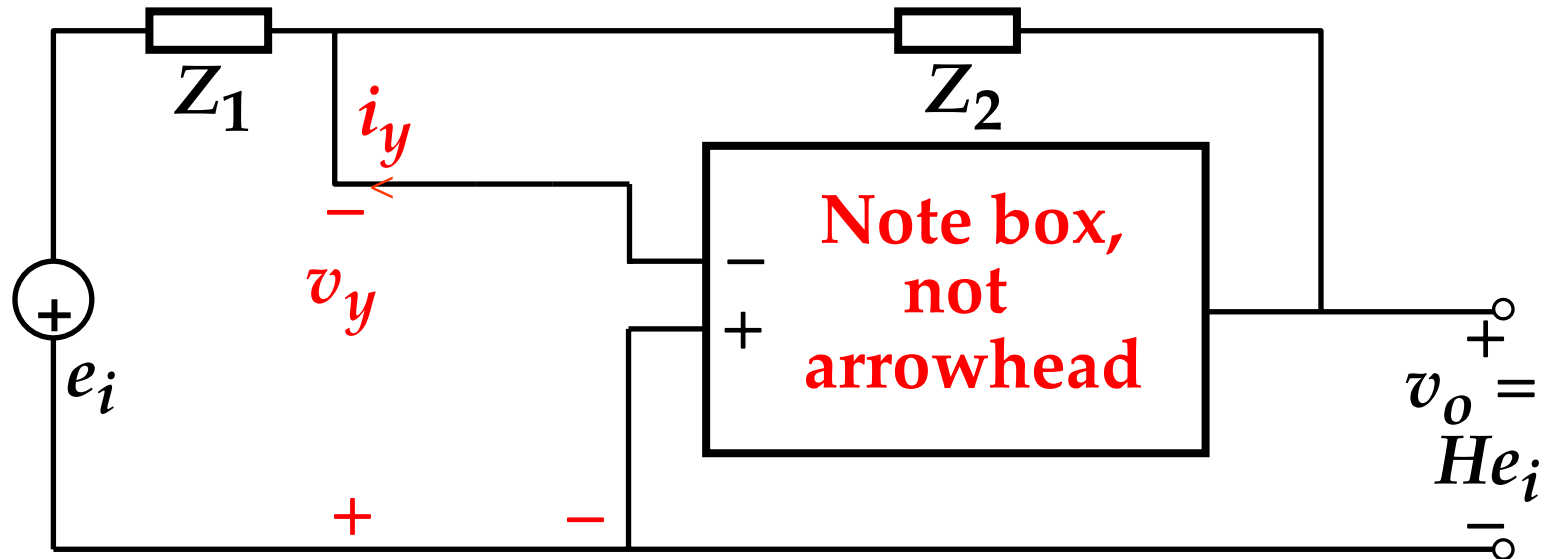 Z1
Z2
iy
−
vy
+
−
−
+
Note box,
not
arrowhead
+
ei
+
vo =
Hei
−